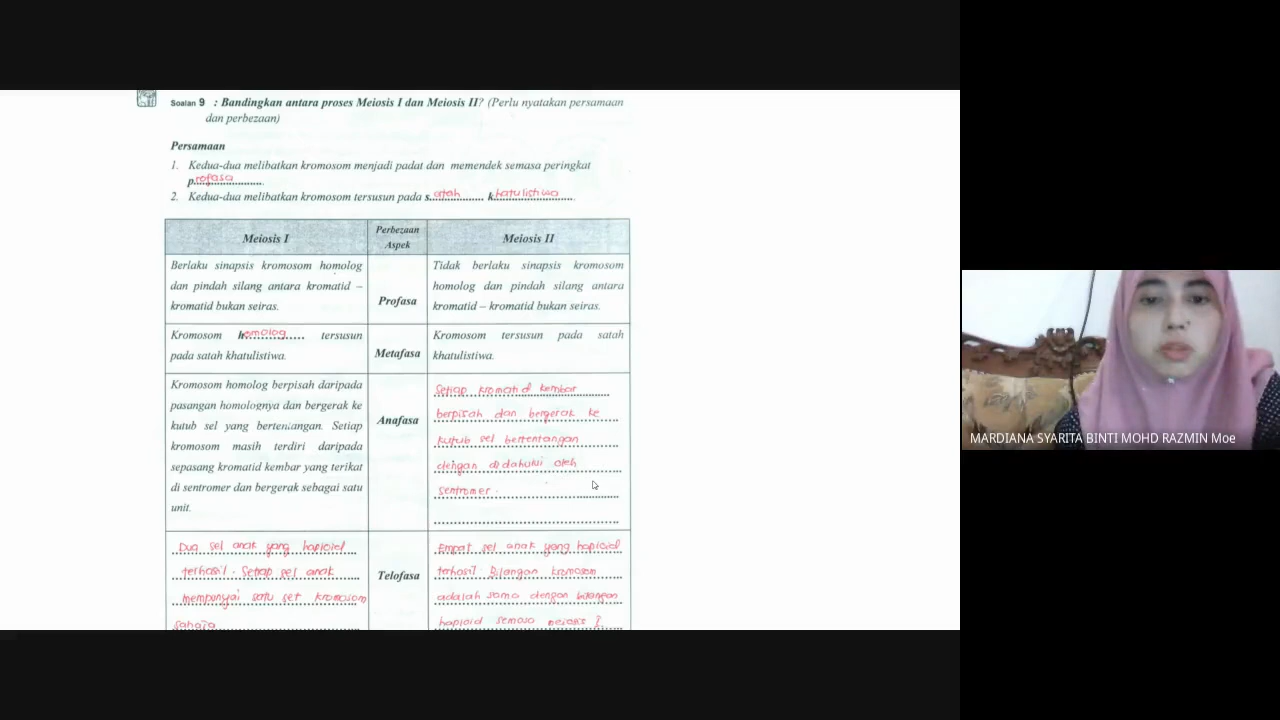 Soalan 9 : Bandingkan antara proses Meiosis I dan Meiosis II? (Perlu nyatakan persamaan
dan perbezaan)
Persamaan
1. Kedua-dua melibatkan kromosom menjadi padat dan memendek semasa peringkat
profasa.
2. Kedua-dua melibatkan kromosom tersusun pada satah khatulistiwa.
Meiosis I
Perbezaan
Aspek
Meiosis II
Berlaku sinapsis kromosom homolog
dan pindah silang antara kromatid –
kromatid bukan seiras.
Profasa
Tidak berlaku sinapsis kromosom
homolog dan pindah silang antara
kromatid – kromatid bukan seiras.
Kromosom homolog tersusun
pada satah khatulistiwa.
Metafasa
Kromosom tersusun pada satah
khatulistiwa.
Kromosom homolog berpisah daripada
pasangan homolognya dan bergerak ke
kutub sel yang bertentangan. Setiap
kromosom masih terdiri daripada
sepasang kromatid kembar yang terikat
di sentromer dan bergerak sebagai satu
unit.
Anafasa
Setiap kromatid kembar
berpisah dan bergerak ke
kutub sel bertentangan
dengan didahului oleh
sentromer.
Dua sel anak yang haploid
terhasil. Setiap sel anak
mempunyai satu set kromosom
sahaja
Telofasa
Empat sel anak yang haploid
terhasil Bilangan kromosom
adalah sama dengan bilangan
haploid semasa meiosis I.
MARDIANA SYARITA BINTI MOHD RAZMIN Moe